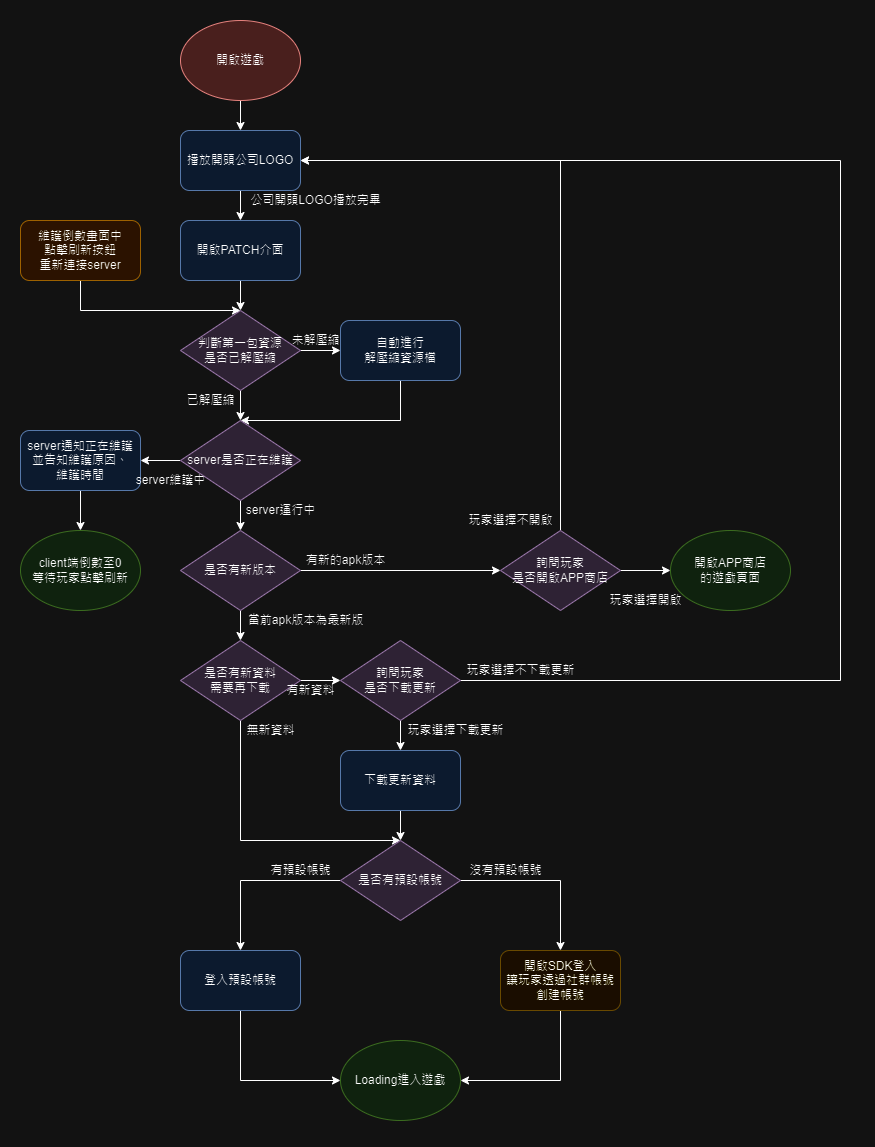 開啟遊戲
播放開頭公司LOGO
公司開頭LOGO播放完畢
維護倒數畫面中
點擊刷新按鈕
重新連接server
開啟PATCH介面
判斷第一包資源
是否已解壓縮
未解壓縮
自動進行
解壓縮資源檔
已解壓縮
server通知正在維護
並告知維護原因、
維護時間
server是否正在維護
server維護中
server運行中
client端倒數至0
等待玩家點擊刷新
是否有新版本
有新的apk版本
玩家選擇不開啟
詢問玩家
是否開啟APP商店
玩家選擇開啟
開啟APP商店
的遊戲頁面
當前apk版本為最新版
是否有新資料
需要再下載
有新資料
詢問玩家
是否下載更新
玩家選擇不下載更新
無新資料
玩家選擇下載更新
下載更新資料
有預設帳號
是否有預設帳號
沒有預設帳號
登入預設帳號
開啟SDK登入
讓玩家透過社群帳號
創建帳號
Loading進入遊戲